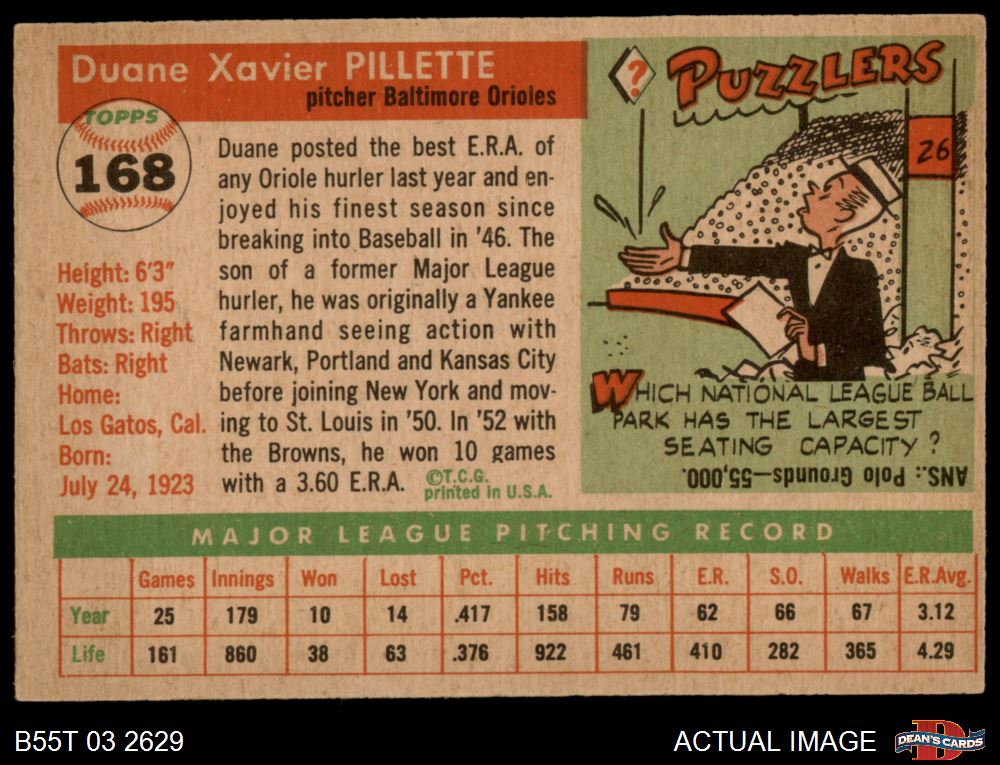 Duane Xavier PILLETTE
pitcher Baltimore Orioles
TOPPS
168
Height: 6'3"
Weight: 195
Throws: Right
Bats: Right
Home:
Los Gatos, Cal.
Born:
July 24, 1923
Duane posted the best E.R.A. of
any Oriole hurler last year and en-
joyed his finest season since
breaking into Baseball in '46. The
son of a former Major League
hurler, he was originally a Yankee
farmhand seeing action with
Newark, Portland and Kansas City
before joining New York and mov-
ing to St. Louis in '50. In '52 with
the Browns, he won 10 games
with a 3.60 E.R.A.
©T.C.G.
printed in U.S.A.
?
PUZZLERS
26
WHICH NATIONAL LEAGUE BALL
PARK HAS THE LARGEST
SEATING CAPACITY?
ANS.: Polo Grounds—55,000.
MAJOR LEAGUE PITCHING RECORD
Games Innings Won Lost Pct. Hits Runs E.R. S.O. Walks E.R.Avg.
Year 25 179 10 14 .417 158 79 62 66 67 3.12
Life 161 860 38 63 .376 922 461 410 282 365 4.29
B55T 03 2629
ACTUAL IMAGE
D
DEAN'S CARDS